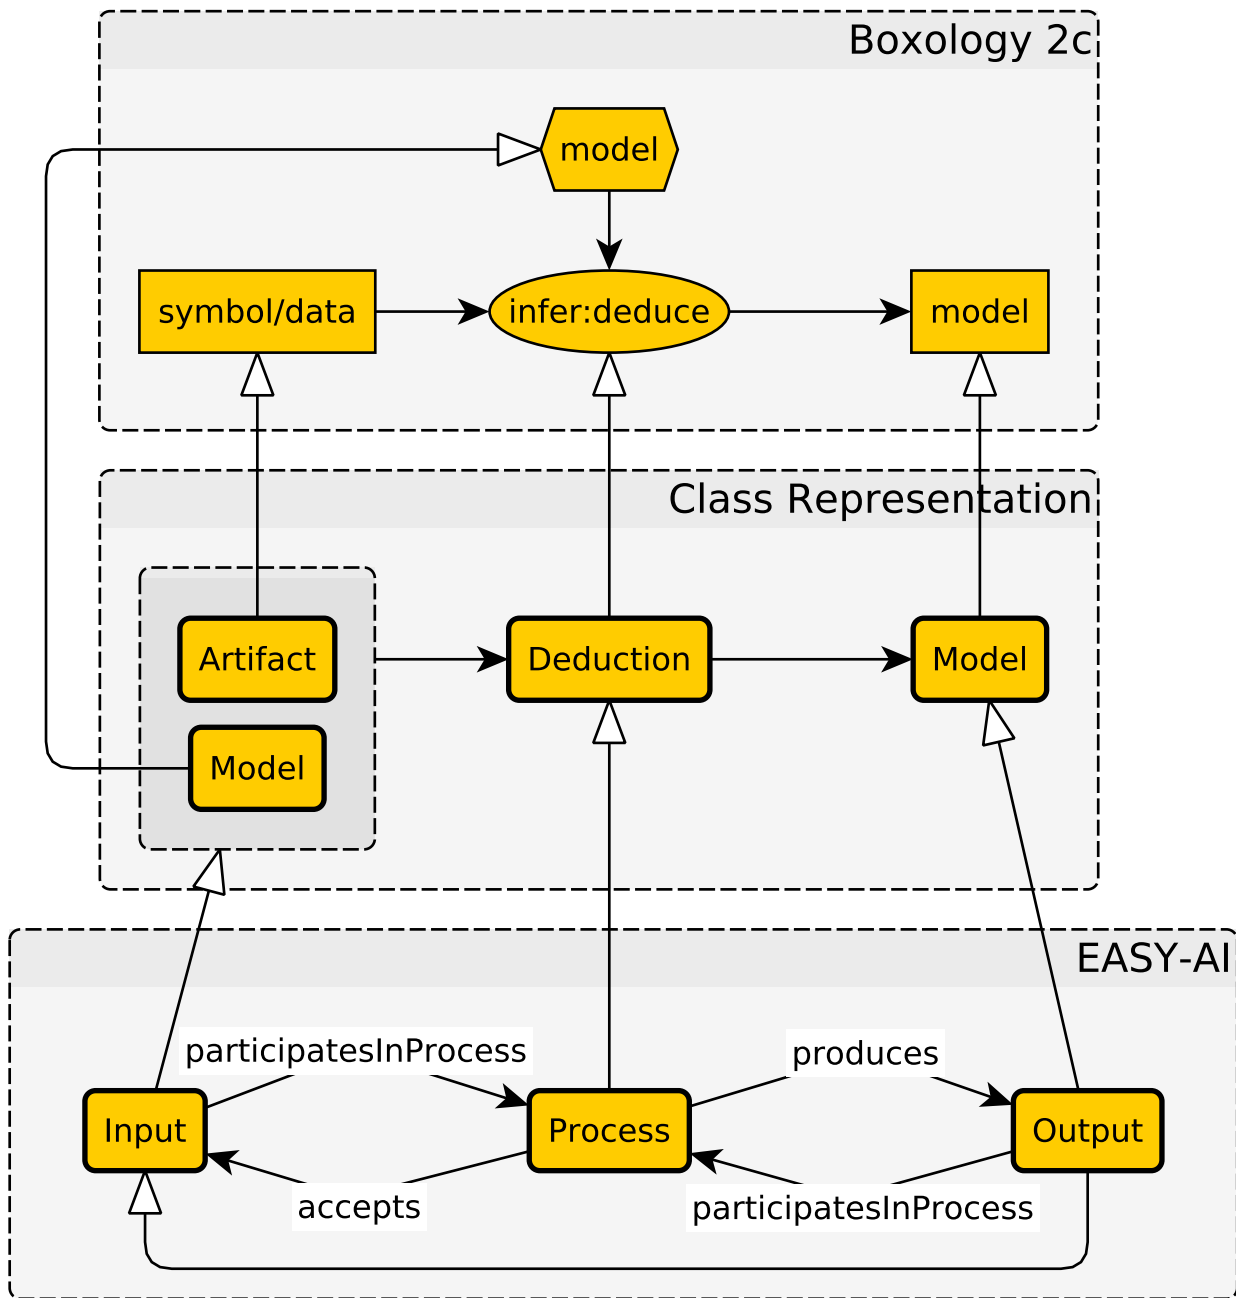 Boxology 2c
model
symbol/data
infer:deduce
model
Class Representation
Artifact
Deduction
Model
Model
EASY-AI
participatesInProcess
produces
Input
Process
Output
accepts
participatesInProcess